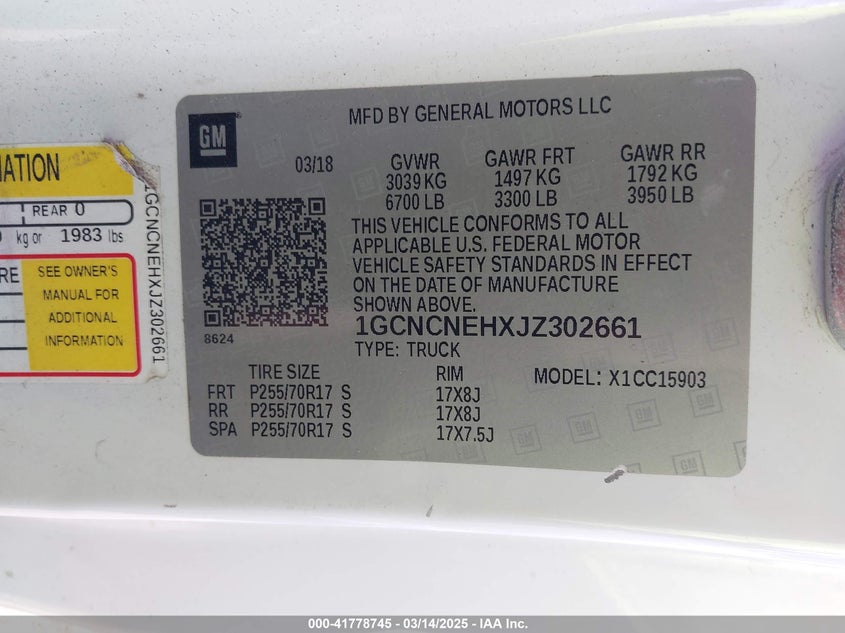 MFD BY GENERAL MOTORS LLC
GM
03/18
GVWR GAWR FRT GAWR RR
3039 KG 1497 KG 1792 KG
6700 LB 3300 LB 3950 LB
THIS VEHICLE CONFORMS TO ALL
APPLICABLE U.S. FEDERAL MOTOR
VEHICLE SAFETY STANDARDS IN EFFECT
ON THE DATE OF MANUFACTURE
SHOWN ABOVE.
8624
1GCNCNEHXJZ302661
TYPE: TRUCK
TIRE SIZE RIM MODEL: X1CC15903
FRT P255/70R17 S 17X8J
RR P255/70R17 S 17X8J
SPA P255/70R17 S 17X7.5J
MATION
REAR 0
kg or 1983 lbs
RE
SEE OWNER'S
MANUAL FOR
ADDITIONAL
INFORMATION
1GCNCNEHXJZ302661
000-41778745 - 03/14/2025 - IAA Inc.